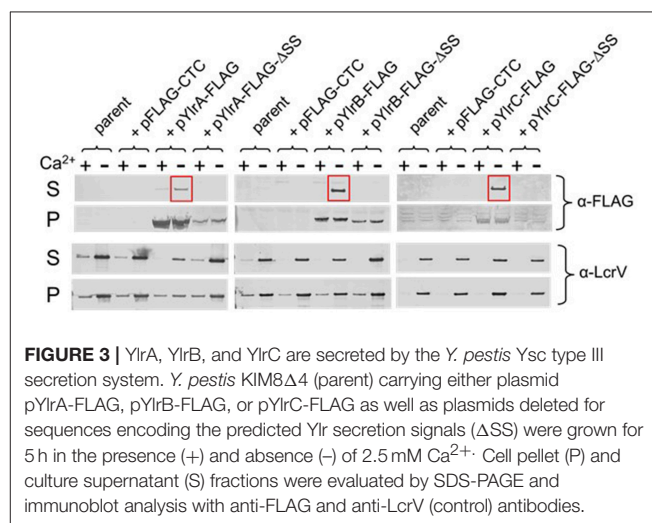 parent
+ pFLAG-CTC
+ pYlrA-FLAG
+ pYlrA-FLAG-ΔSS
parent
+ pFLAG-CTC
+ pYlrB-FLAG
+ pYlrB-FLAG-ΔSS
parent
+ pFLAG-CTC
+ pYlrC-FLAG
+ pYlrC-FLAG-ΔSS
Ca2+ + − + − + − + − + − + − + − + − + − + − + − + −
S
α-FLAG
P
S
α-LcrV
P
FIGURE 3 | YlrA, YlrB, and YlrC are secreted by the Y. pestis Ysc type III
secretion system. Y. pestis KIM8Δ4 (parent) carrying either plasmid
pYlrA-FLAG, pYlrB-FLAG, or pYlrC-FLAG as well as plasmids deleted for
sequences encoding the predicted Ylr secretion signals (ΔSS) were grown for
5 h in the presence (+) and absence (–) of 2.5 mM Ca2+. Cell pellet (P) and
culture supernatant (S) fractions were evaluated by SDS-PAGE and
immunoblot analysis with anti-FLAG and anti-LcrV (control) antibodies.